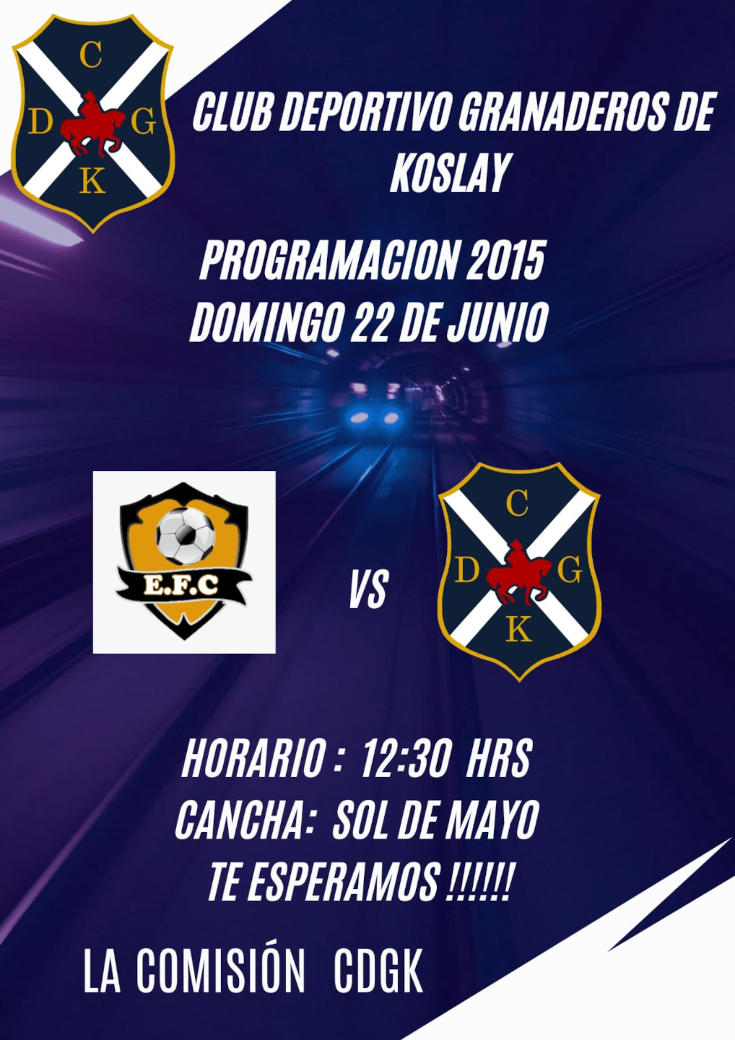 C
D G
K
CLUB DEPORTIVO GRANADEROS DE
KOSLAY
PROGRAMACION 2015
DOMINGO 22 DE JUNIO
E.F.C
VS
C
D G
K
HORARIO : 12:30 HRS
CANCHA: SOL DE MAYO
TE ESPERAMOS !!!!!!
LA COMISIÓN CDGK